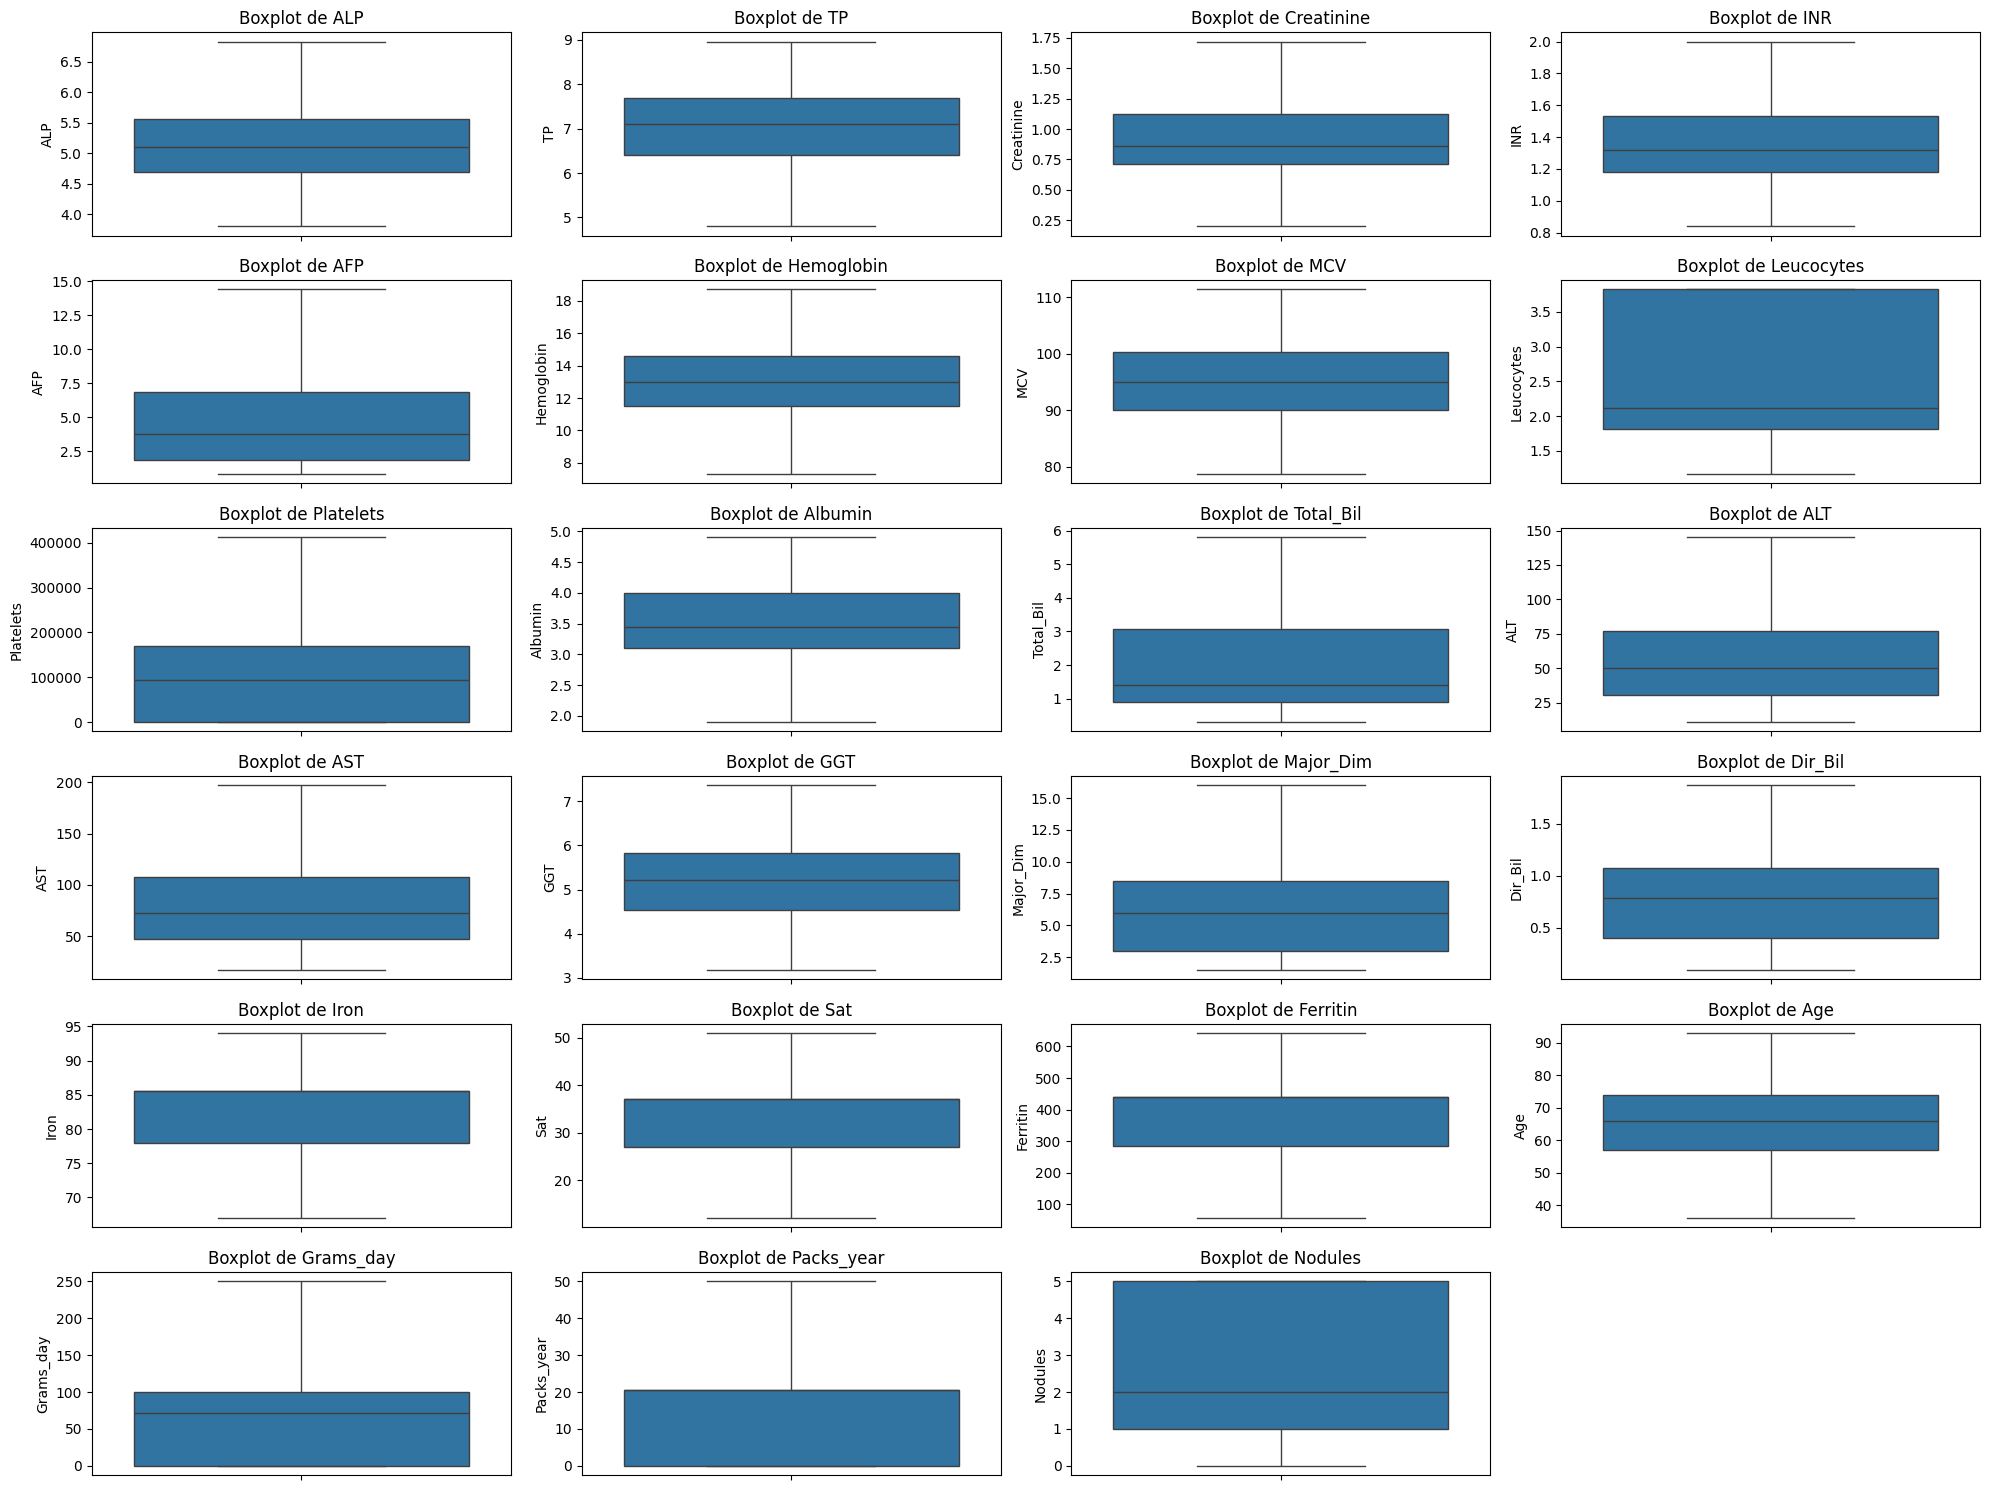 Boxplot de ALP
ALP
6.5
6.0
5.5
5.0
4.5
4.0
Boxplot de TP
TP
9
8
7
6
5
Boxplot de Creatinine
Creatinine
1.75
1.50
1.25
1.00
0.75
0.50
0.25
Boxplot de INR
INR
2.0
1.8
1.6
1.4
1.2
1.0
0.8
Boxplot de AFP
AFP
15.0
12.5
10.0
7.5
5.0
2.5
Boxplot de Hemoglobin
Hemoglobin
18
16
14
12
10
8
Boxplot de MCV
MCV
110
100
90
80
Boxplot de Leucocytes
Leucocytes
3.5
3.0
2.5
2.0
1.5
Boxplot de Platelets
Platelets
400000
300000
200000
100000
0
Boxplot de Albumin
Albumin
5.0
4.5
4.0
3.5
3.0
2.5
2.0
Boxplot de Total_Bil
Total_Bil
6
5
4
3
2
1
Boxplot de ALT
ALT
150
125
100
75
50
25
Boxplot de AST
AST
200
150
100
50
Boxplot de GGT
GGT
7
6
5
4
3
Boxplot de Major_Dim
Major_Dim
15.0
12.5
10.0
7.5
5.0
2.5
Boxplot de Dir_Bil
Dir_Bil
1.5
1.0
0.5
Boxplot de Iron
Iron
95
90
85
80
75
70
Boxplot de Sat
Sat
50
40
30
20
Boxplot de Ferritin
Ferritin
600
500
400
300
200
100
Boxplot de Age
Age
90
80
70
60
50
40
Boxplot de Grams_day
Grams_day
250
200
150
100
50
0
Boxplot de Packs_year
Packs_year
50
40
30
20
10
0
Boxplot de Nodules
Nodules
5
4
3
2
1
0